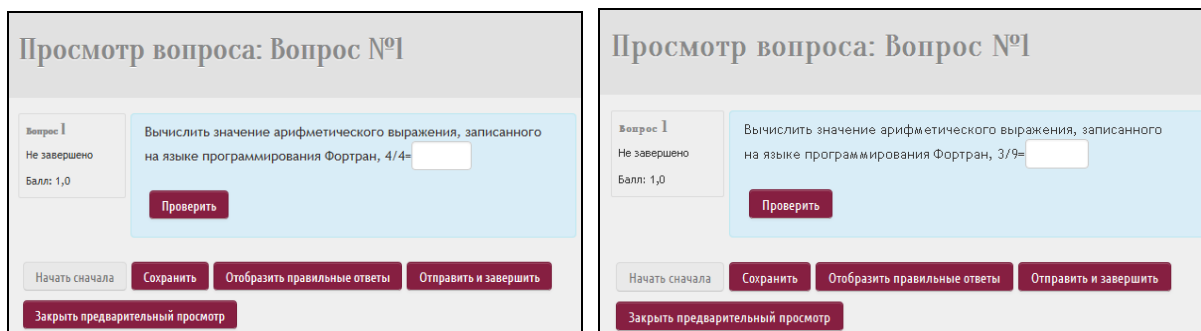 Просмотр вопроса: Вопрос №1
Вопрос 1
Не завершено
Балл: 1,0
Вычислить значение арифметического выражения, записанного
на языке программирования Фортран, 4/4=
Проверить
Начать сначала Сохранить Отобразить правильные ответы Отправить и завершить
Закрыть предварительный просмотр
Просмотр вопроса: Вопрос №1
Вопрос 1
Не завершено
Балл: 1,0
Вычислить значение арифметического выражения, записанного
на языке программирования Фортран, 3/9=
Проверить
Начать сначала Сохранить Отобразить правильные ответы Отправить и завершить
Закрыть предварительный просмотр